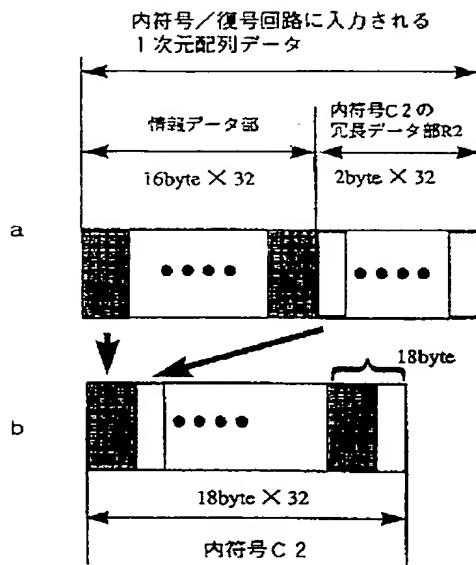 内符号／復号回路に入力される
１次元配列データ
情報データ部
内符号Ｃ２の
冗長データ部R2
16byte × 32
2byte × 32
a
18byte
b
18byte × 32
内符号Ｃ２